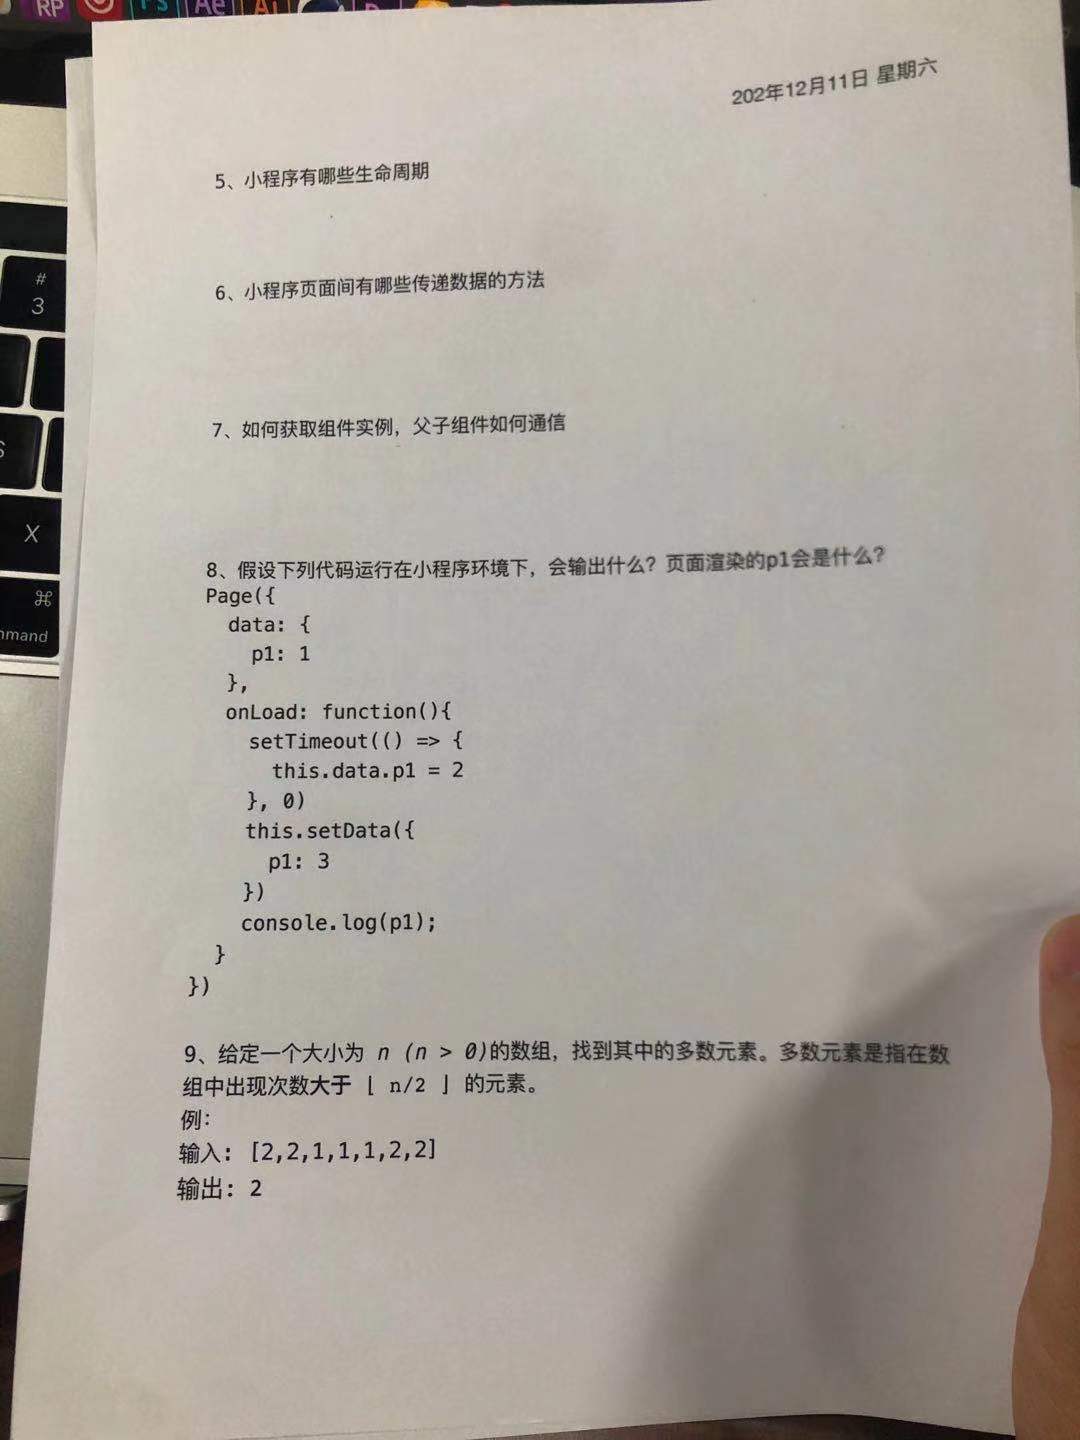 RP Ps Ae Ai
202年12月11日 星期六
5、小程序有哪些生命周期
#
3
6、小程序页面间有哪些传递数据的方法
7、如何获取组件实例，父子组件如何通信
X
⌘
mmand
8、假设下列代码运行在小程序环境下，会输出什么？页面渲染的p1会是什么？
Page({
data: {
p1: 1
},
onLoad: function(){
setTimeout(() => {
this.data.p1 = 2
}, 0)
this.setData({
p1: 3
})
console.log(p1);
}
})
9、给定一个大小为 n (n > 0)的数组，找到其中的多数元素。多数元素是指在数
组中出现次数大于 ⌊ n/2 ⌋ 的元素。
例：
输入: [2,2,1,1,1,2,2]
输出: 2